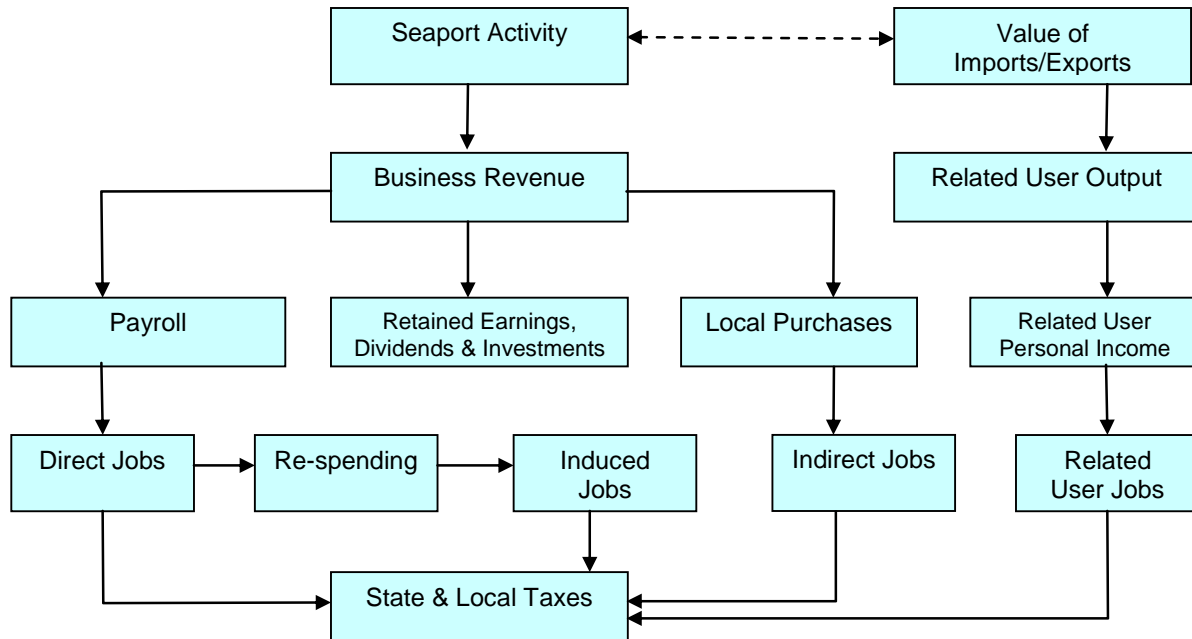 Seaport Activity
Value of
Imports/Exports
Business Revenue
Related User Output
Payroll
Retained Earnings,
Dividends & Investments
Local Purchases
Related User
Personal Income
Direct Jobs
Re-spending
Induced
Jobs
Indirect Jobs
Related
User Jobs
State & Local Taxes